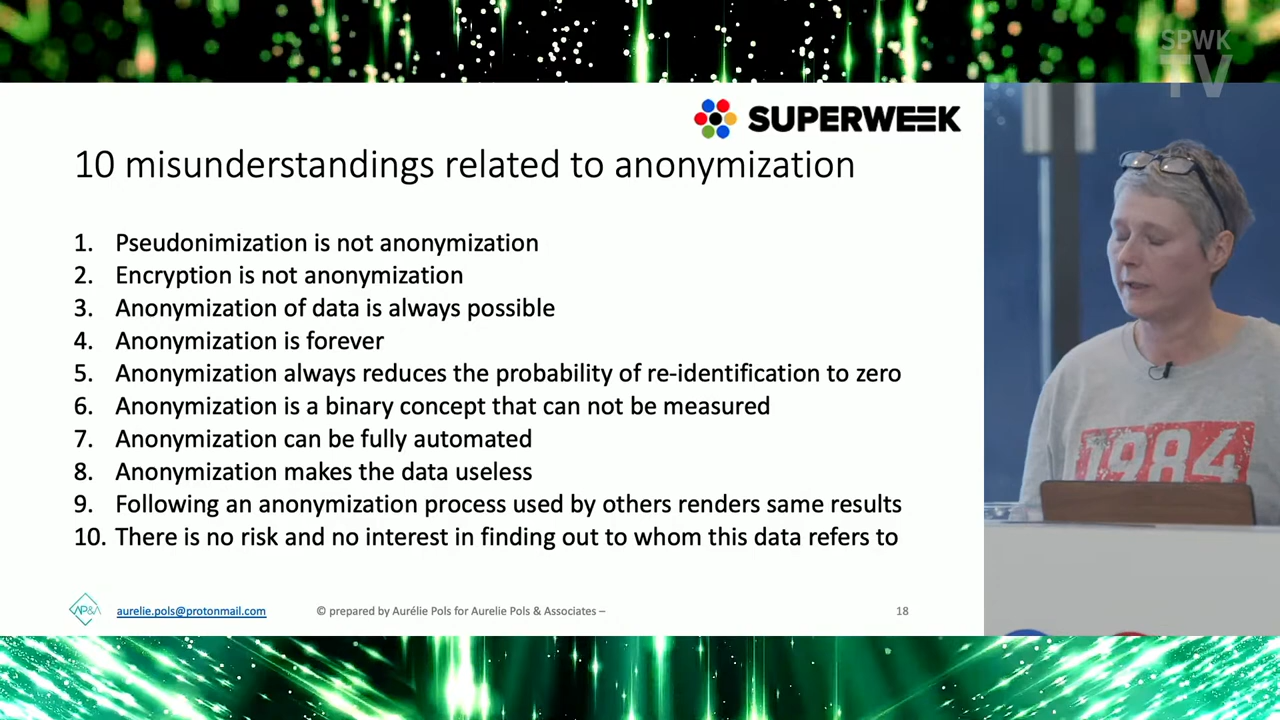 SPWK
TV
SUPERWEEK
10 misunderstandings related to anonymization
1. Pseudonimization is not anonymization
2. Encryption is not anonymization
3. Anonymization of data is always possible
4. Anonymization is forever
5. Anonymization always reduces the probability of re-identification to zero
6. Anonymization is a binary concept that can not be measured
7. Anonymization can be fully automated
8. Anonymization makes the data useless
9. Following an anonymization process used by others renders same results
10. There is no risk and no interest in finding out to whom this data refers to
1984
AP&A
aurelie.pols@protonmail.com
© prepared by Aurélie Pols for Aurelie Pols & Associates –
18